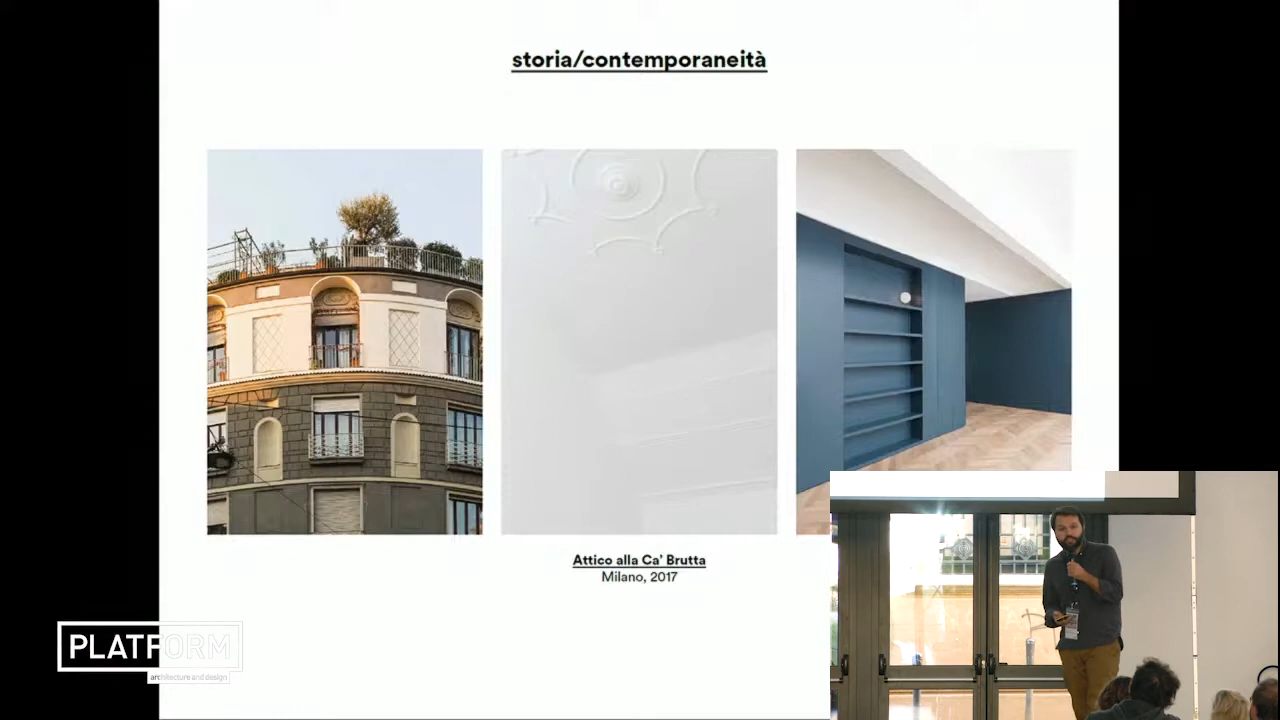 storia/contemporaneità
Attico alla Ca' Brutta
Milano, 2017
PLATFORM
architecture and design